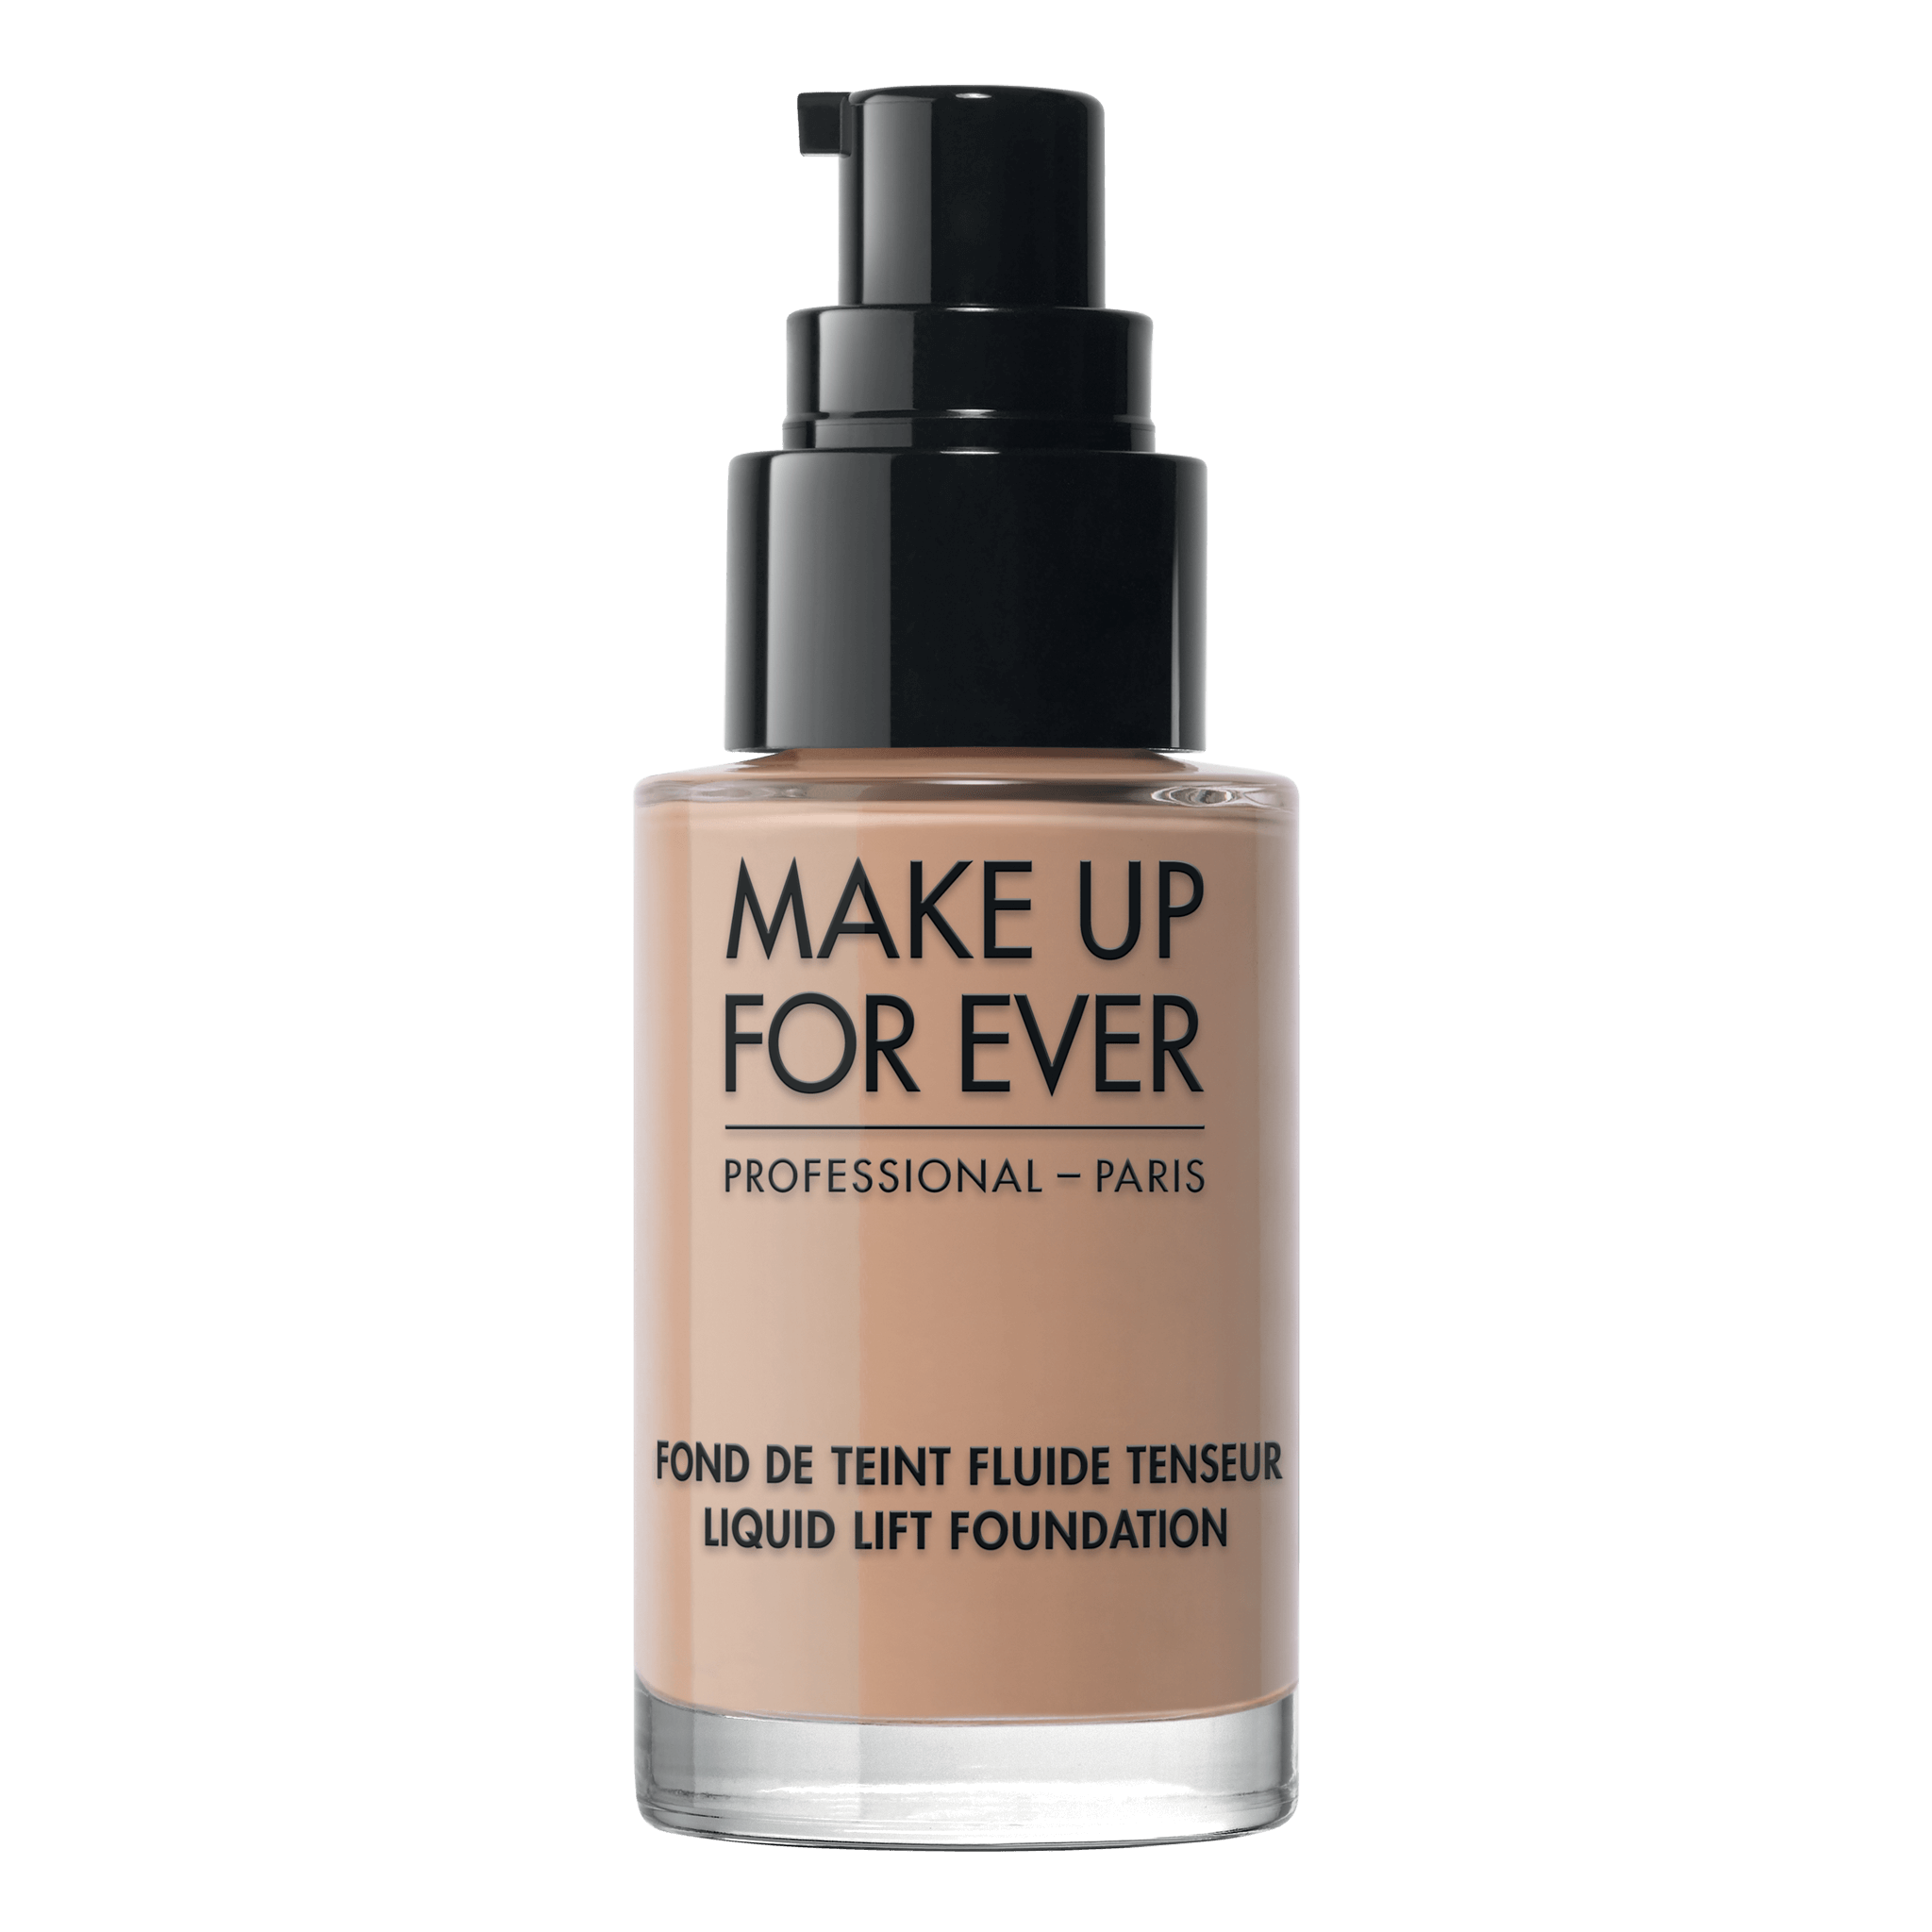 MAKE UP
FOR EVER
PROFESSIONAL – PARIS
FOND DE TEINT FLUIDE TENSEUR
LIQUID LIFT FOUNDATION